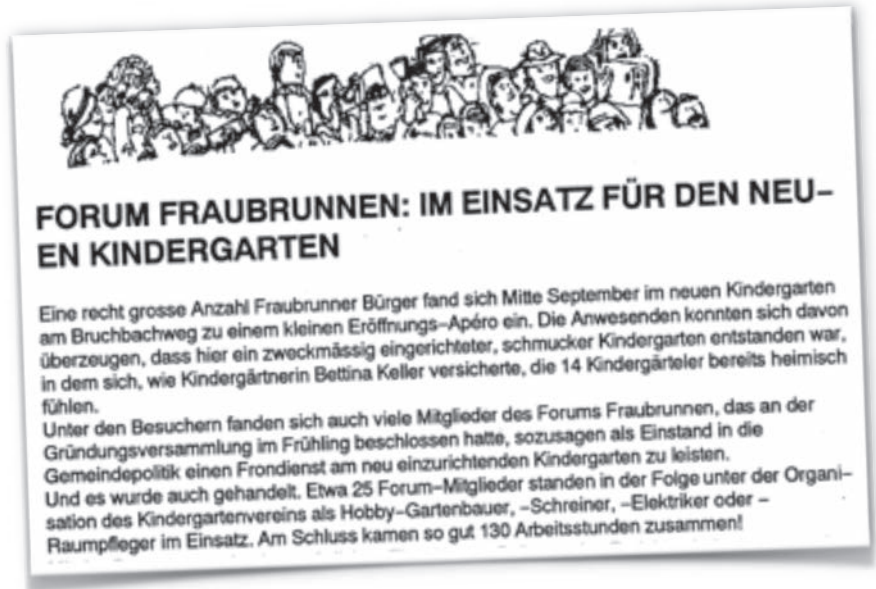 FORUM FRAUBRUNNEN: IM EINSATZ FÜR DEN NEU–
EN KINDERGARTEN
Eine recht grosse Anzahl Fraubrunner Bürger fand sich Mitte September im neuen Kindergarten
am Bruchbachweg zu einem kleinen Eröffnungs–Apéro ein. Die Anwesenden konnten sich davon
überzeugen, dass hier ein zweckmässig eingerichteter, schmucker Kindergarten entstanden war,
in dem sich, wie Kindergärtnerin Bettina Keller versicherte, die 14 Kindergärteler bereits heimisch
fühlen.
Unter den Besuchern fanden sich auch viele Mitglieder des Forums Fraubrunnen, das an der
Gründungsversammlung im Frühling beschlossen hatte, sozusagen als Einstand in die
Gemeindepolitik einen Frondienst am neu einzurichtenden Kindergarten zu leisten.
Und es wurde auch gehandelt. Etwa 25 Forum–Mitglieder standen in der Folge unter der Organi–
sation des Kindergartenvereins als Hobby–Gartenbauer, –Schreiner, –Elektriker oder –
Raumpfleger im Einsatz. Am Schluss kamen so gut 130 Arbeitsstunden zusammen!